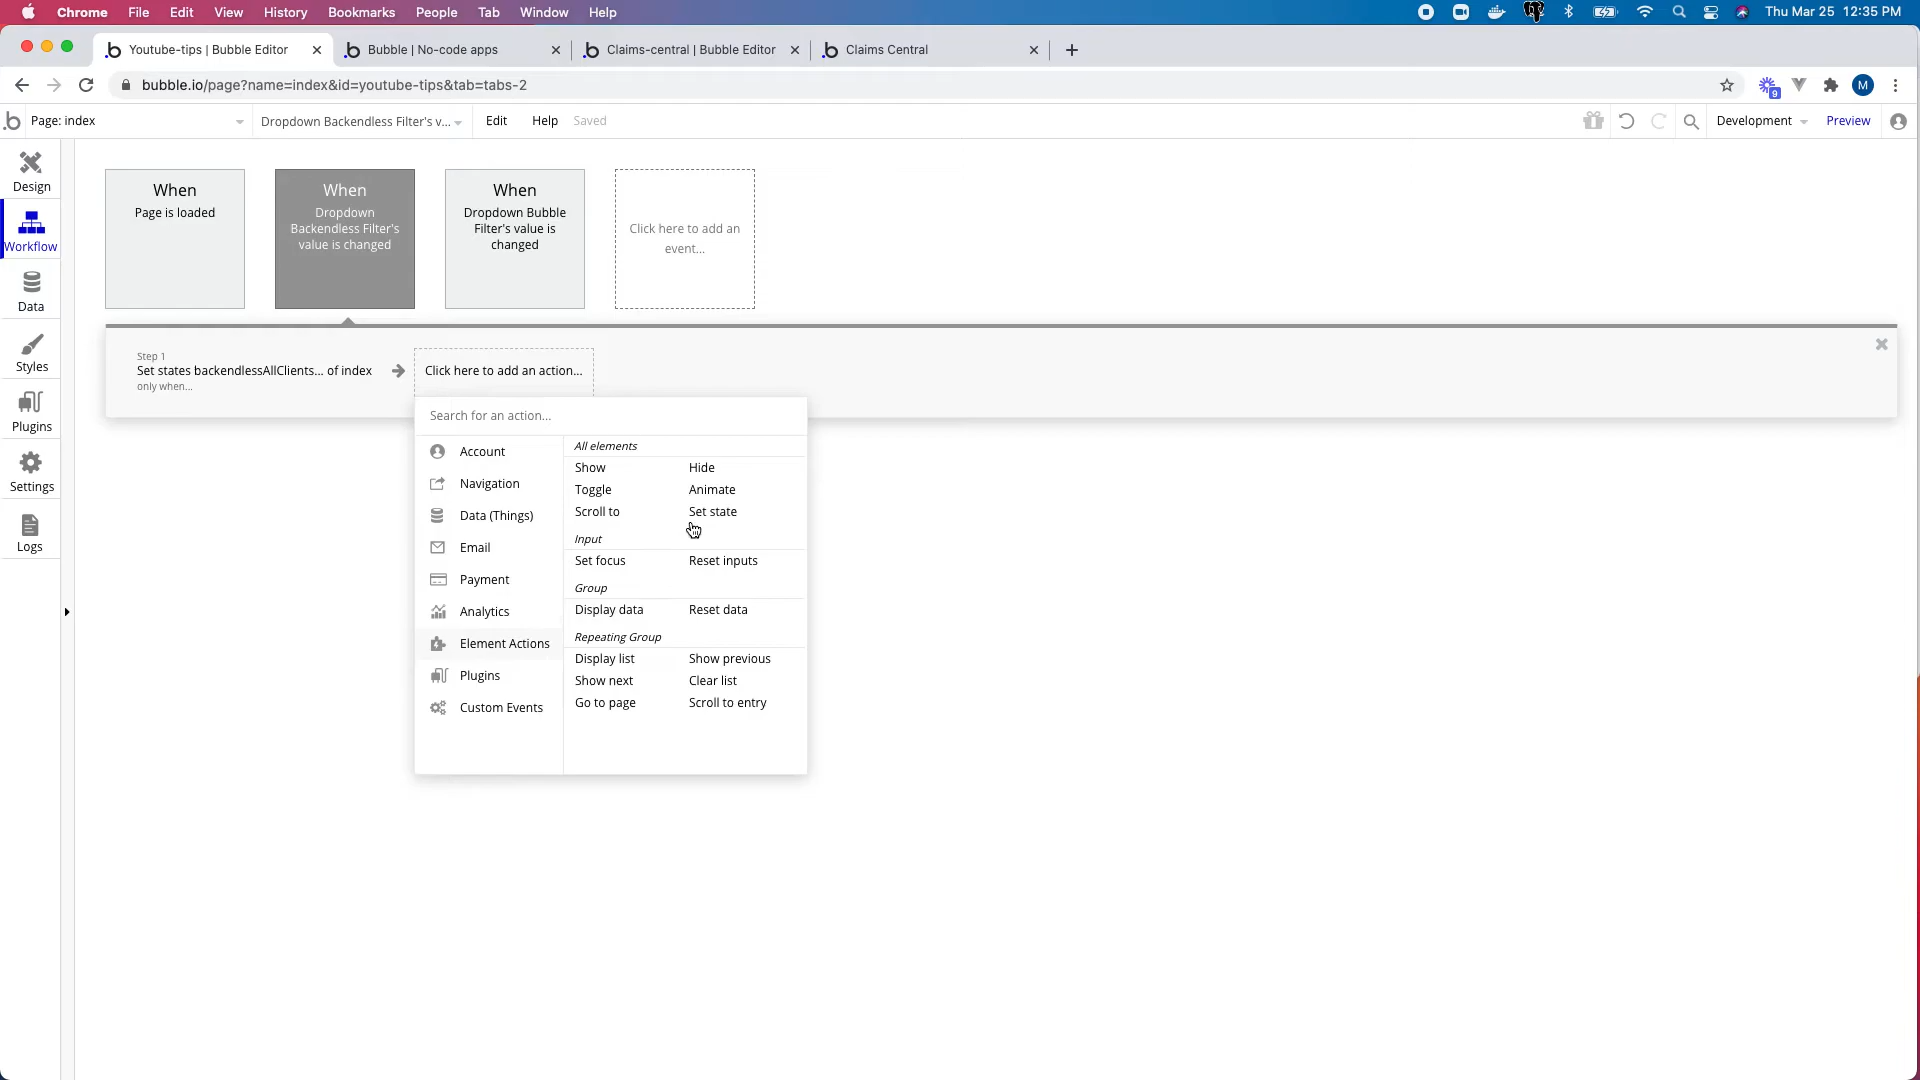 Chrome File Edit View History Bookmarks People Tab Window Help Thu Mar 25 12:35 PM
Youtube-tips | Bubble Editor Bubble | No-code apps Claims-central | Bubble Editor Claims Central
bubble.io/page?name=index&id=youtube-tips&tab=tabs-2 9 M
Page: index Dropdown Backendless Filter's v... Edit Help Saved Development Preview
Design
Workflow
Data
Styles
Plugins
Settings
Logs
When
Page is loaded
When
Dropdown
Backendless Filter's
value is changed
When
Dropdown Bubble
Filter's value is
changed
Click here to add an
event...
Step 1
Set states backendlessAllClients... of index
only when...
Click here to add an action...
Search for an action...
Account
Navigation
Data (Things)
Email
Payment
Analytics
Element Actions
Plugins
Custom Events
All elements
Show Hide
Toggle Animate
Scroll to Set state
Input
Set focus Reset inputs
Group
Display data Reset data
Repeating Group
Display list Show previous
Show next Clear list
Go to page Scroll to entry